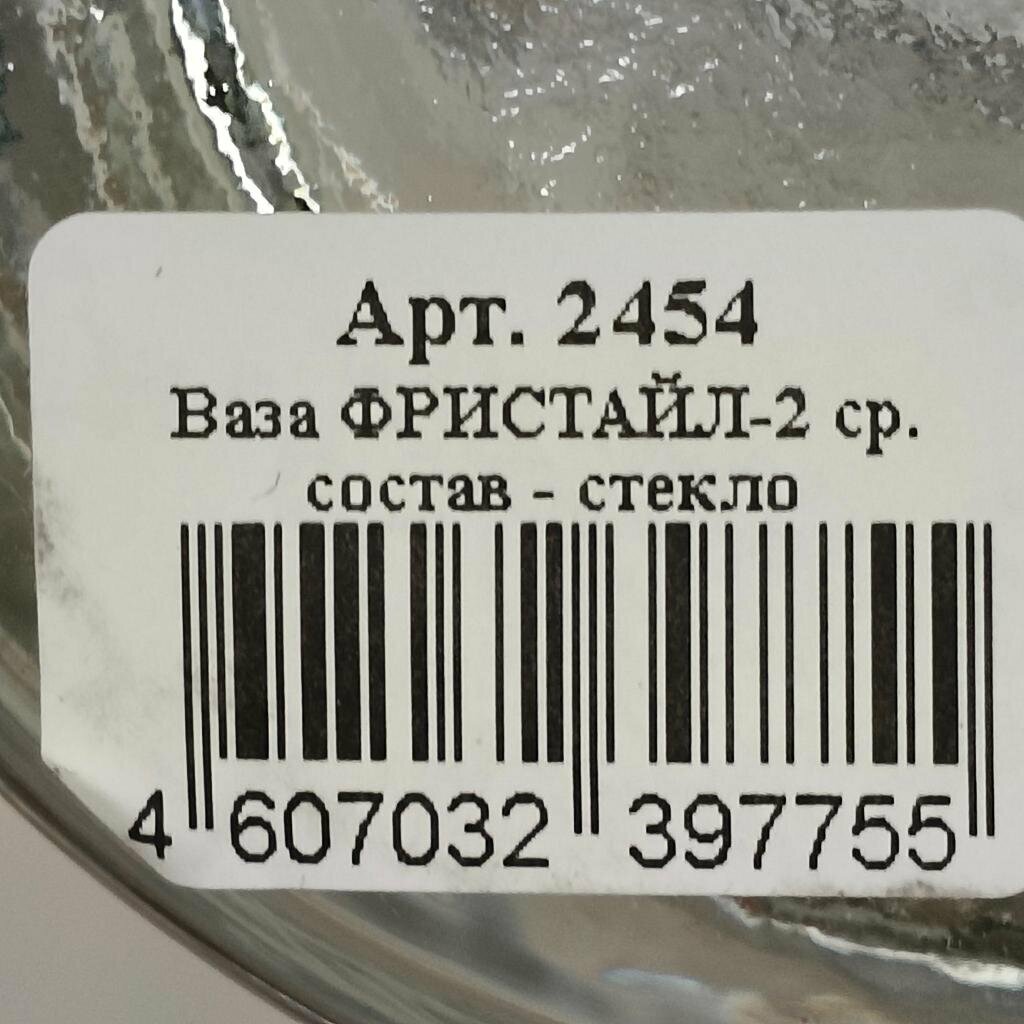 Арт. 2454
Ваза ФРИСТАЙЛ-2 ср.
состав - стекло
4 607032 397755